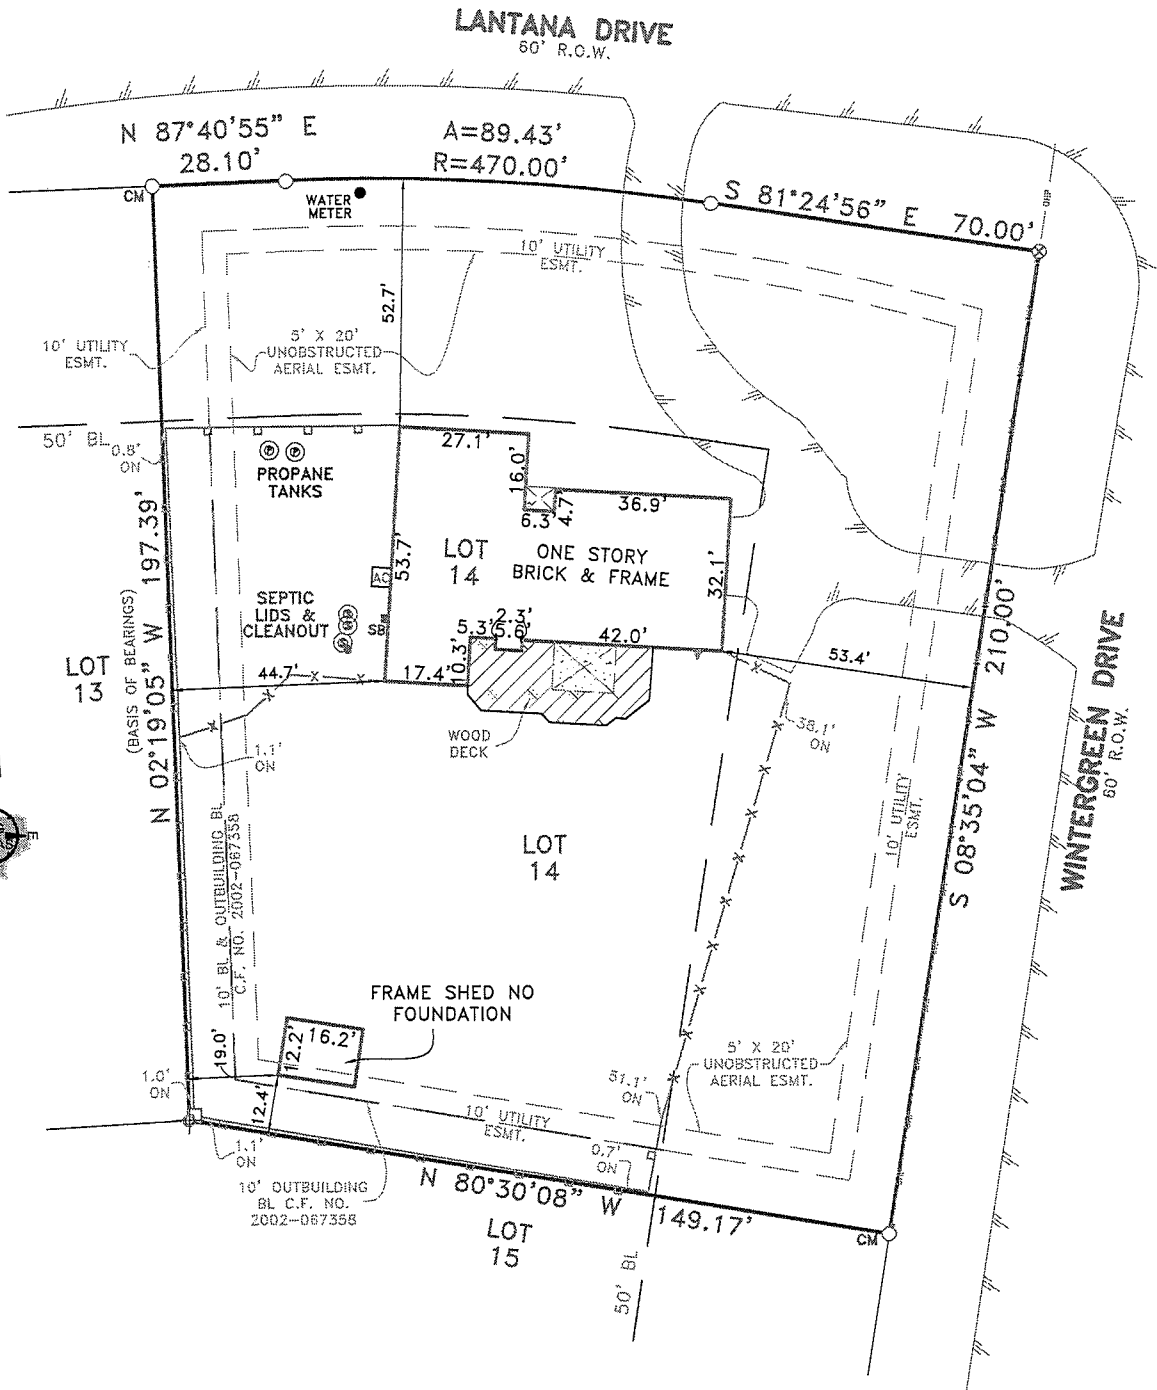 LANTANA DRIVE
60' R.O.W.
N 87°40'55" E
28.10'
A=89.43'
R=470.00'
S 81°24'56" E 70.00'
CM
WATER
METER
10' UTILITY
ESMT.
52.7'
10' UTILITY
ESMT.
5' X 20'
UNOBSTRUCTED
AERIAL ESMT.
50' BL
0.8'
ON
PROPANE
TANKS
27.1'
16.0'
6.3'
4.7
36.9'
LOT
14
ONE STORY
BRICK & FRAME
53.7'
32.1'
AC
SEPTIC
LIDS &
CLEANOUT
SB
5.3'
2.3'
5.6'
42.0'
10.3'
17.4'
44.7'
53.4'
LOT
13
N 02°19'05" W 197.39'
(BASIS OF BEARINGS)
1.1'
ON
WOOD
DECK
38.1'
ON
S 08°35'04" W 210.00'
WINTERGREEN DRIVE
60' R.O.W.
10' UTILITY
ESMT.
E
LOT
14
10' BL & OUTBUILDING BL
C.F. NO. 2002-067358
FRAME SHED NO
FOUNDATION
16.2'
12.2'
19.0'
12.4'
1.0'
ON
1.1'
ON
5' X 20'
UNOBSTRUCTED
AERIAL ESMT.
51.1'
ON
10' UTILITY
ESMT.
0.7'
ON
10' OUTBUILDING
BL C.F. NO.
2002-067358
N 80°30'08" W
149.17'
LOT
15
CM
50' BL